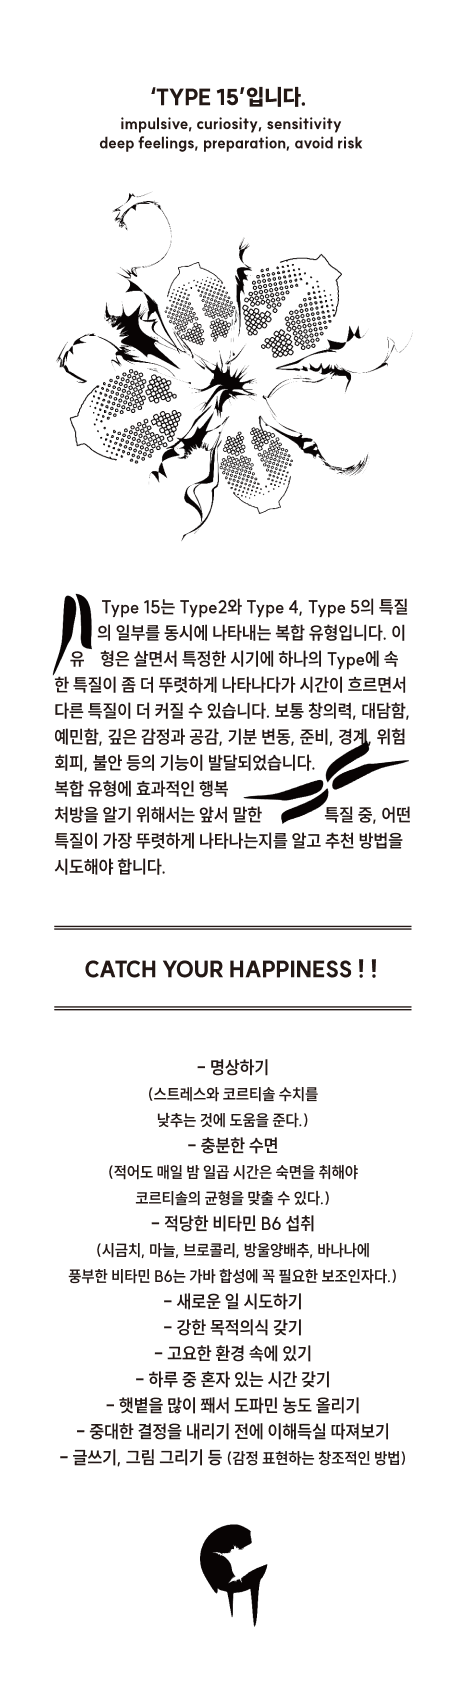 ‘TYPE 15’입니다.
impulsive, curiosity, sensitivity
deep feelings, preparation, avoid risk
Type 15는 Type2와 Type 4, Type 5의 특질
의 일부를 동시에 나타내는 복합 유형입니다. 이
유 형은 살면서 특정한 시기에 하나의 Type에 속
한 특질이 좀 더 뚜렷하게 나타나다가 시간이 흐르면서
다른 특질이 더 커질 수 있습니다. 보통 창의력, 대담함,
예민함, 깊은 감정과 공감, 기분 변동, 준비, 경계, 위험
회피, 불안 등의 기능이 발달되었습니다.
복합 유형에 효과적인 행복
처방을 알기 위해서는 앞서 말한 특질 중, 어떤
특질이 가장 뚜렷하게 나타나는지를 알고 추천 방법을
시도해야 합니다.
CATCH YOUR HAPPINESS ! !
- 명상하기
(스트레스와 코르티솔 수치를
낮추는 것에 도움을 준다.)
- 충분한 수면
(적어도 매일 밤 일곱 시간은 숙면을 취해야
코르티솔의 균형을 맞출 수 있다.)
- 적당한 비타민 B6 섭취
(시금치, 마늘, 브로콜리, 방울양배추, 바나나에
풍부한 비타민 B6는 가바 합성에 꼭 필요한 보조인자다.)
- 새로운 일 시도하기
- 강한 목적의식 갖기
- 고요한 환경 속에 있기
- 하루 중 혼자 있는 시간 갖기
- 햇볕을 많이 쫴서 도파민 농도 올리기
- 중대한 결정을 내리기 전에 이해득실 따져보기
- 글쓰기, 그림 그리기 등 (감정 표현하는 창조적인 방법)